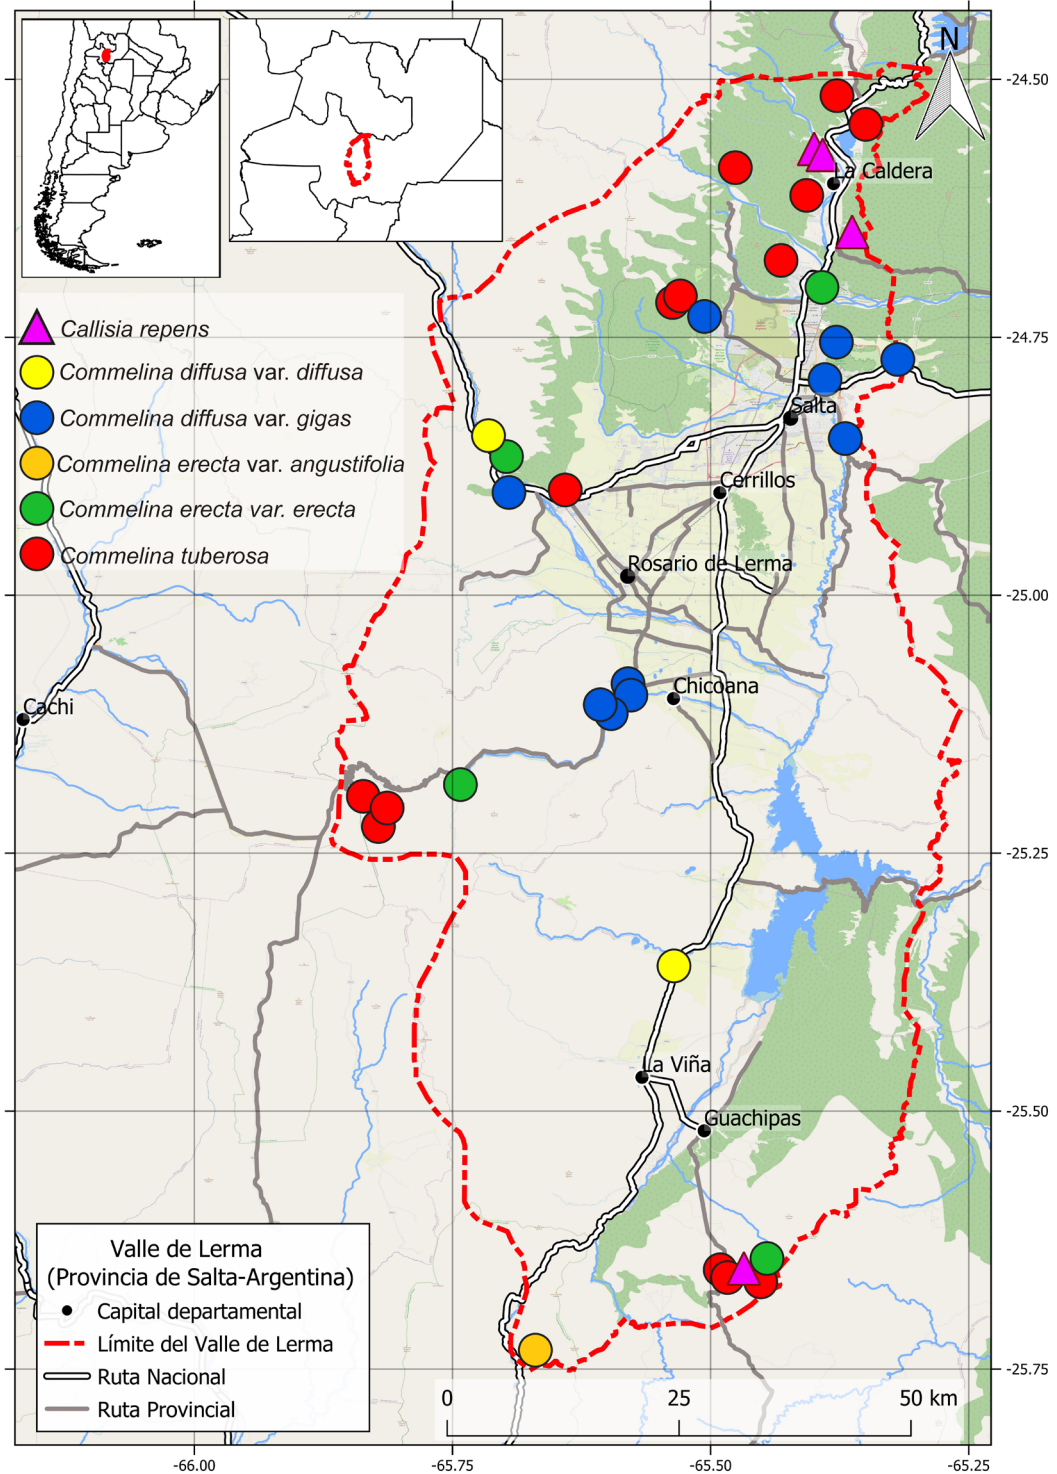 N
-24.50
La Caldera
Callisia repens
-24.75
Commelina diffusa var. diffusa
Salta
Commelina diffusa var. gigas
Commelina erecta var. angustifolia
Cerrillos
Commelina erecta var. erecta
Commelina tuberosa
Rosario de Lerma
-25.00
Chicoana
Cachi
-25.25
La Viña
-25.50
Guachipas
Valle de Lerma
(Provincia de Salta-Argentina)
Capital departamental
Límite del Valle de Lerma
-25.75
Ruta Nacional
0 25 50 km
Ruta Provincial
-66.00 -65.75 -65.50 -65.25